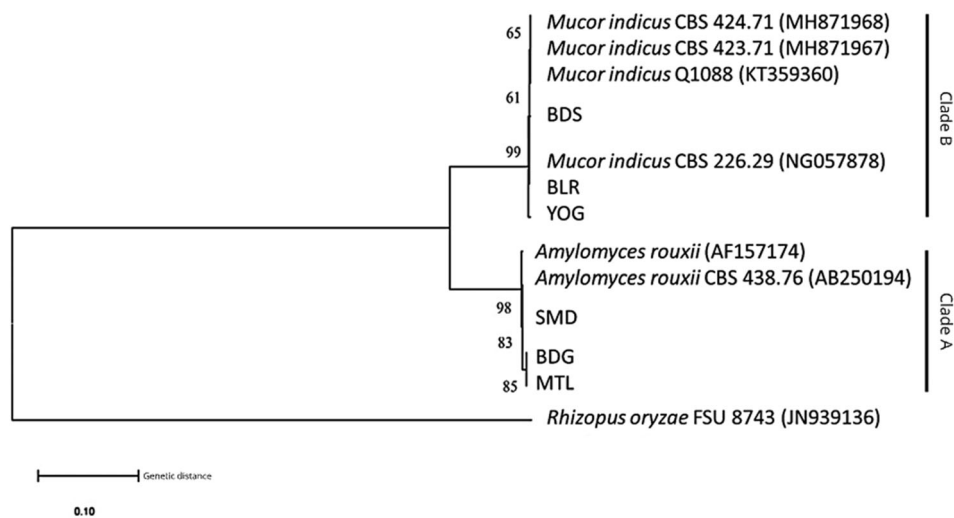 65
Mucor indicus CBS 424.71 (MH871968)
Mucor indicus CBS 423.71 (MH871967)
Mucor indicus Q1088 (KT359360)
61
BDS
99
Mucor indicus CBS 226.29 (NG057878)
BLR
YOG
Clade B
Amylomyces rouxii (AF157174)
Amylomyces rouxii CBS 438.76 (AB250194)
98
SMD
83
BDG
85
MTL
Clade A
Rhizopus oryzae FSU 8743 (JN939136)
Genetic distance
0.10